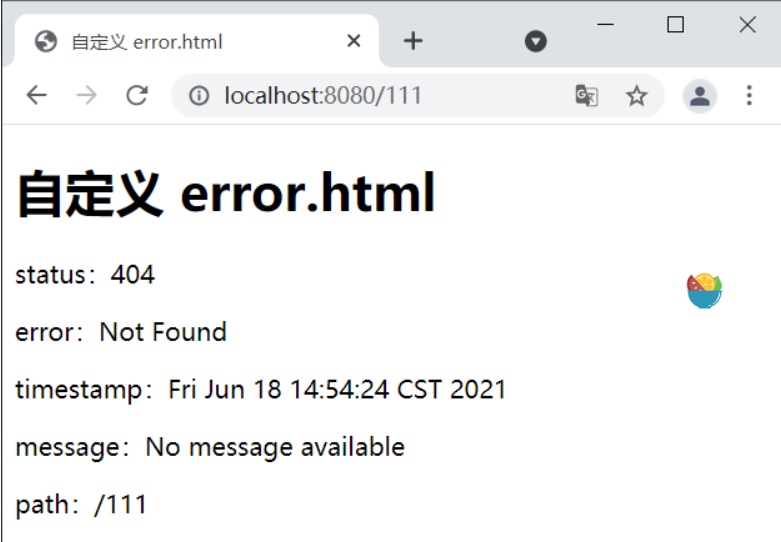 自定义 error.html
localhost:8080/111
自定义 error.html
status：404
error：Not Found
timestamp：Fri Jun 18 14:54:24 CST 2021
message：No message available
path：/111